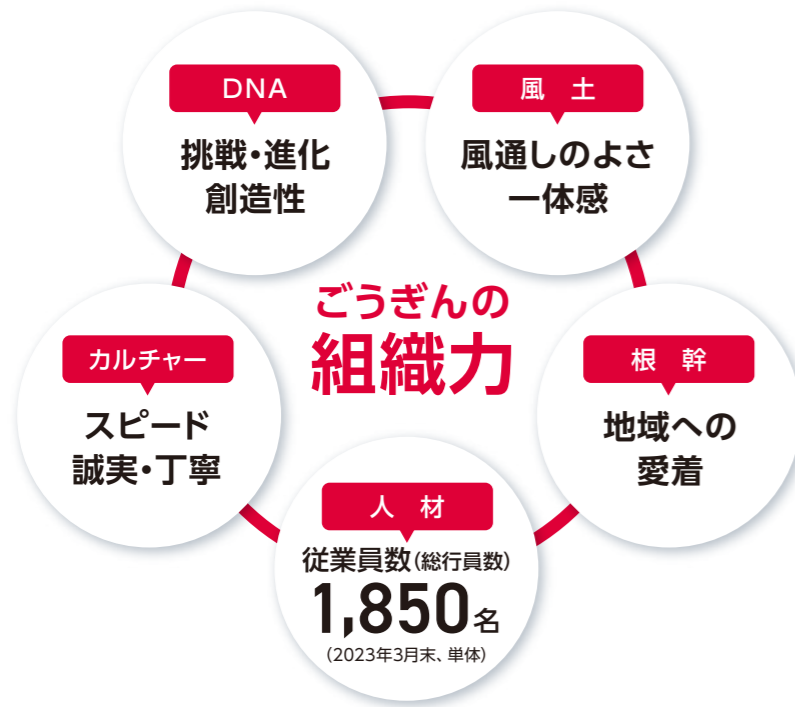 DNA
挑戦・進化
創造性
風 土
風通しのよさ
一体感
ごうぎんの
組織力
カルチャー
スピード
誠実・丁寧
根 幹
地域への
愛着
人 材
従業員数(総行員数)
1,850名
(2023年3月末、単体)